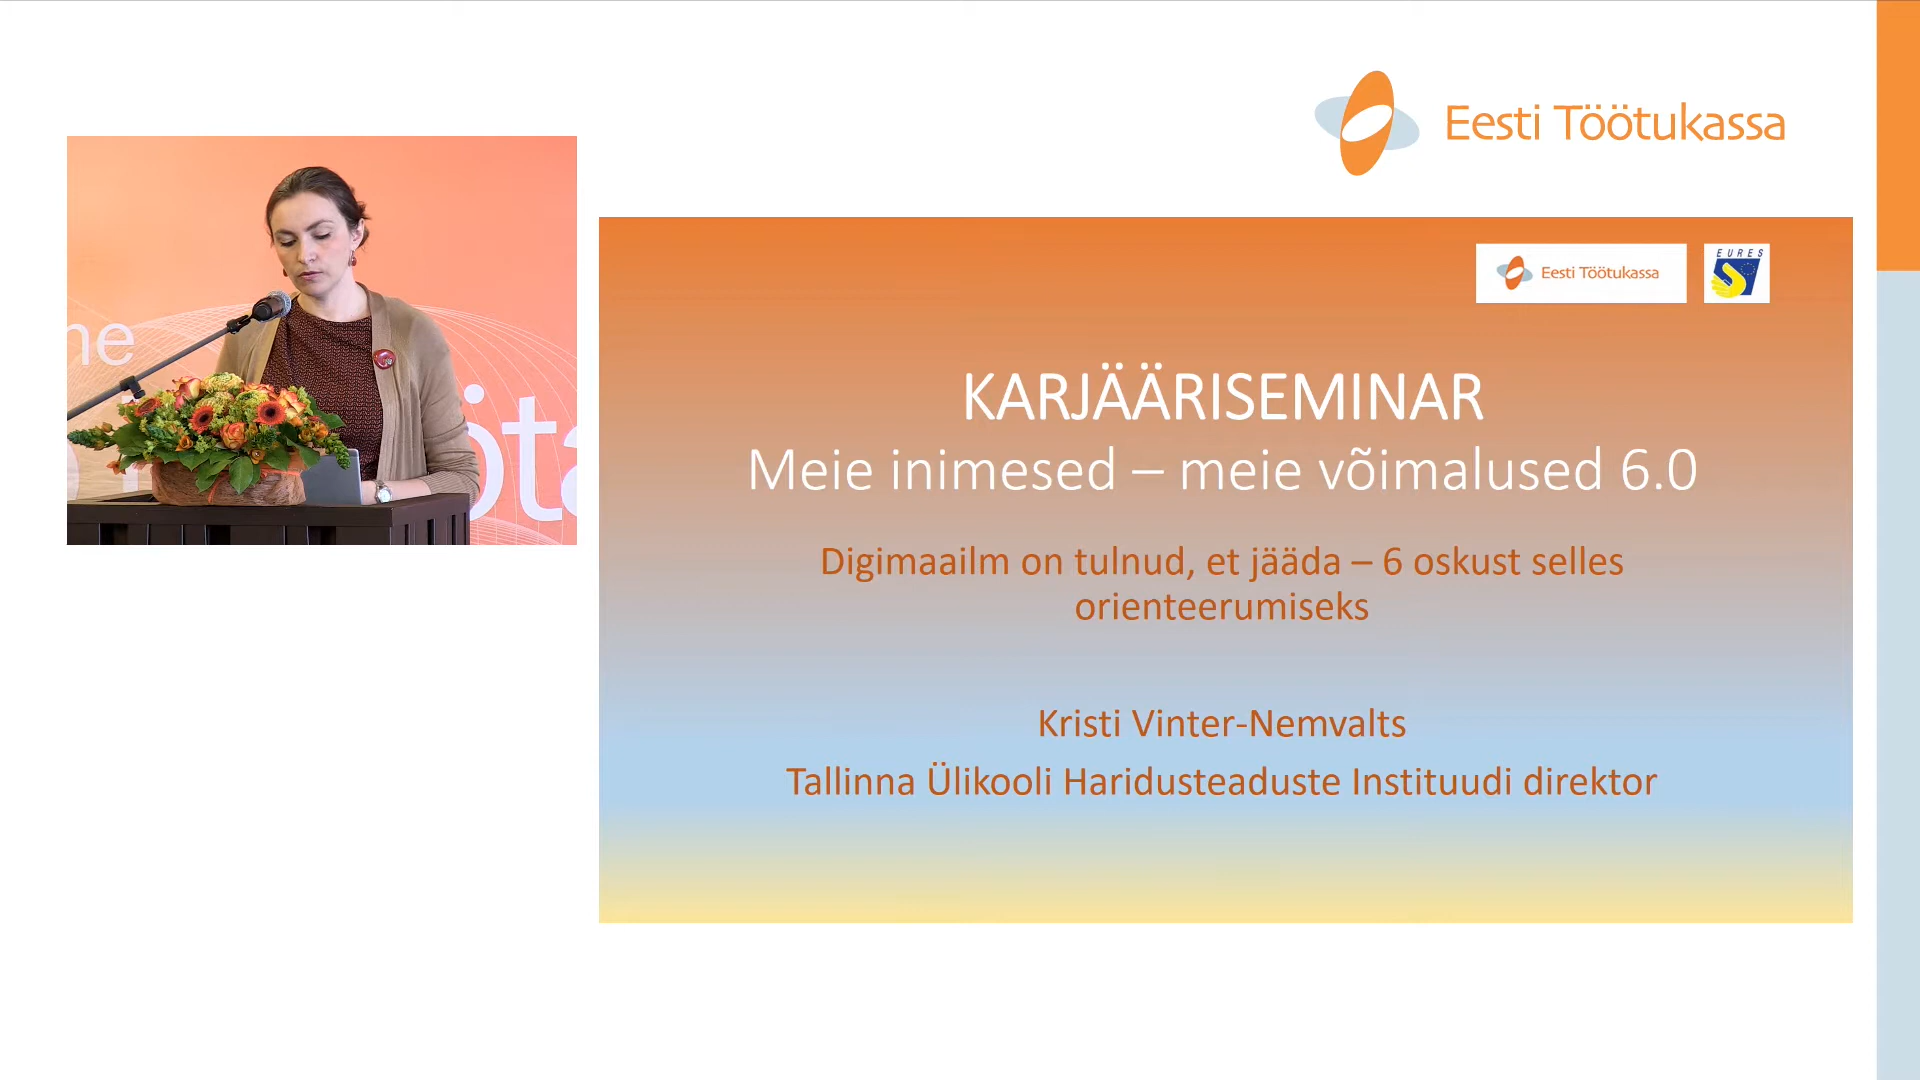 Eesti Töötukassa
Eesti Töötukassa
EURES
KARJÄÄRISEMINAR
Meie inimesed – meie võimalused 6.0
Digimaailm on tulnud, et jääda – 6 oskust selles
orienteerumiseks
Kristi Vinter-Nemvalts
Tallinna Ülikooli Haridusteaduste Instituudi direktor